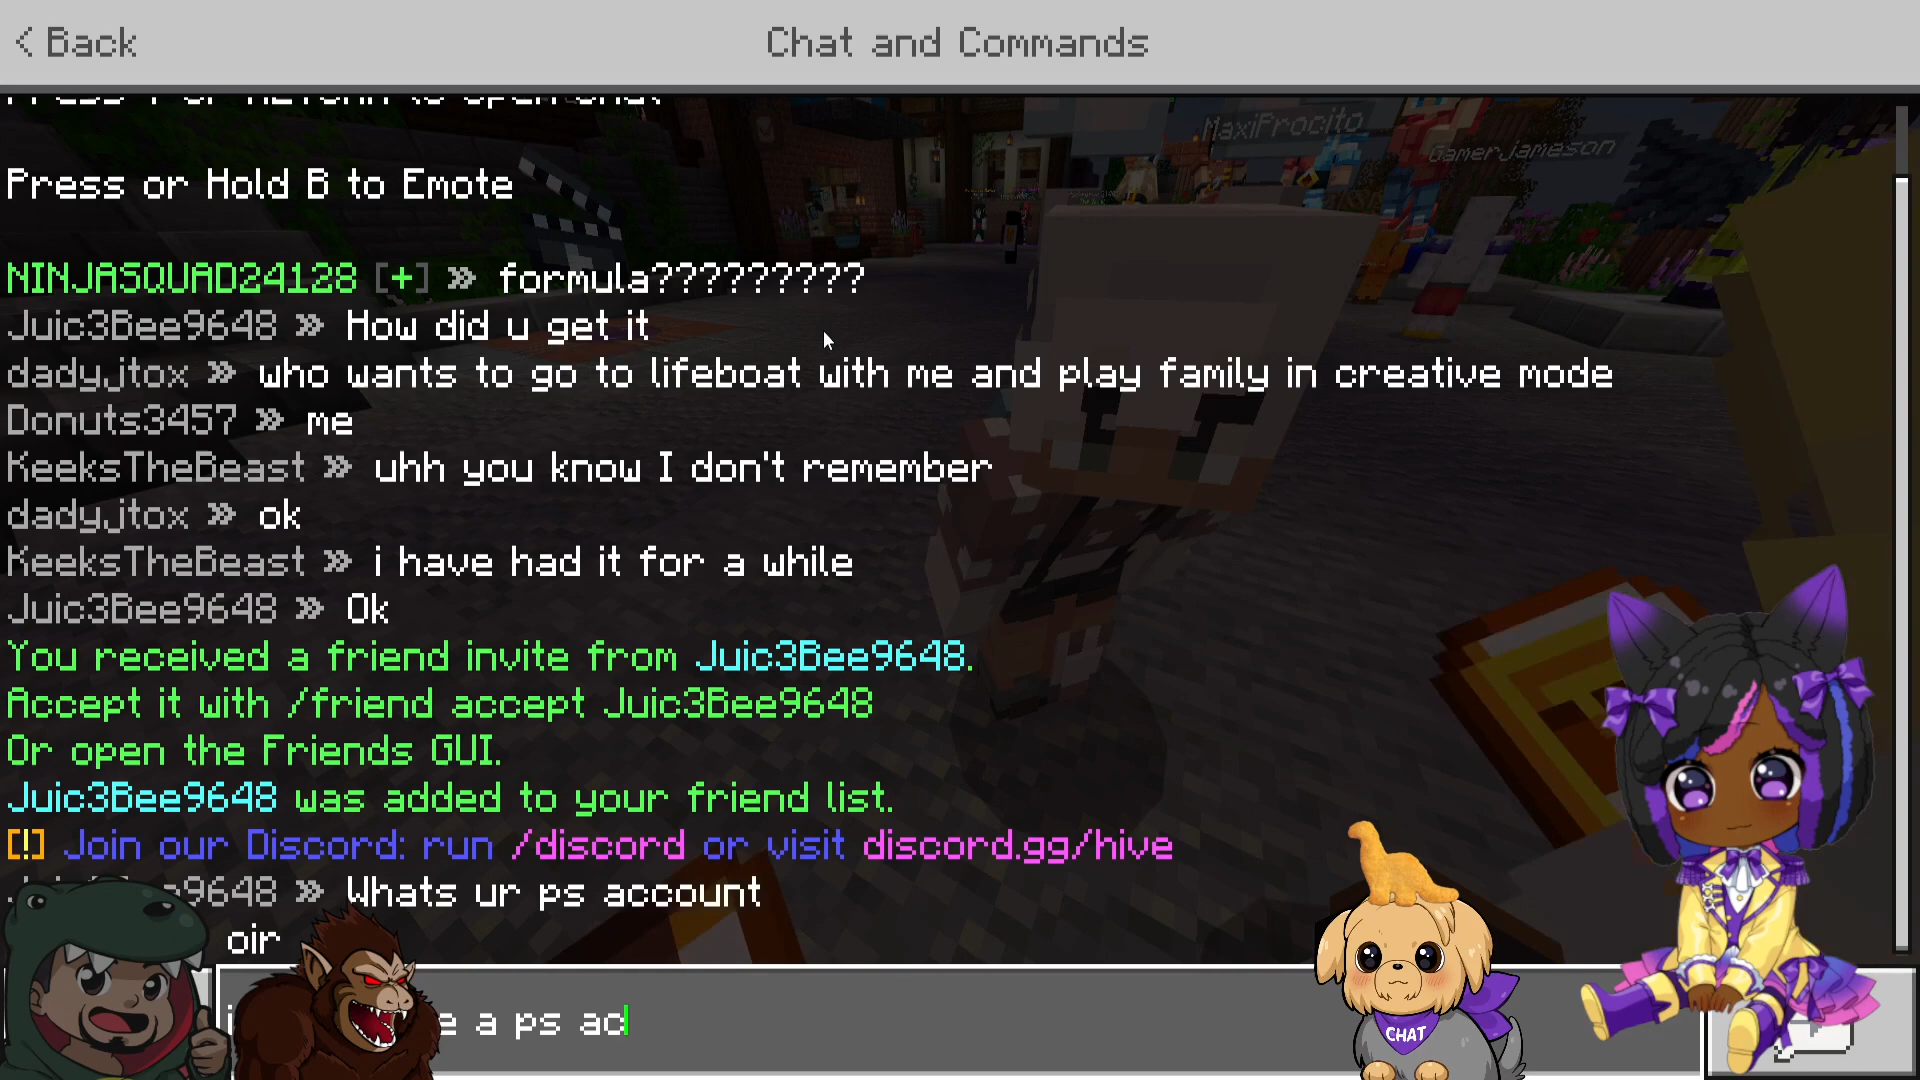 < Back
Chat and Commands
MaxiProcito
GamerJameson
Press or Hold B to Emote
NINJASQUAD24128 [+] » formula?????????
Juic3Bee9648 » How did u get it
dadyjtox » who wants to go to lifeboat with me and play family in creative mode
Donuts3457 » me
KeeksTheBeast » uhh you know I don't remember
dadyjtox » ok
KeeksTheBeast » i have had it for a while
Juic3Bee9648 » Ok
You received a friend invite from Juic3Bee9648.
Accept it with /friend accept Juic3Bee9648
Or open the Friends GUI.
Juic3Bee9648 was added to your friend list.
[!] Join our Discord: run /discord or visit discord.gg/hive
9648 » Whats ur ps account
oin
a ps ac
CHAT